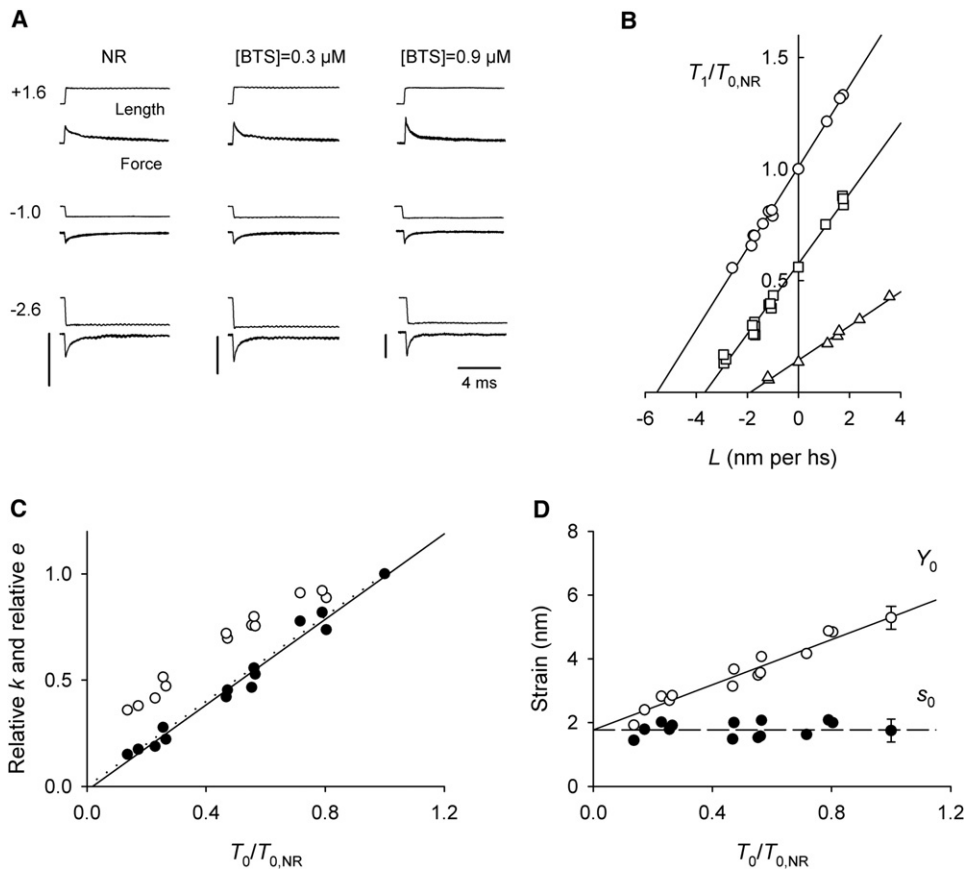 A
NR
[BTS]=0.3 µM
[BTS]=0.9 µM
+1.6
Length
Force
-1.0
-2.6
4 ms
B
T1/T0,NR
1.5
1.0
0.5
-6 -4 -2 0 2 4
L (nm per hs)
C
Relative k and relative e
1.0
0.5
0.0
0.0 0.4 0.8 1.2
T0/T0,NR
D
Strain (nm)
8
6
4
2
0
Y0
s0
0.0 0.4 0.8 1.2
T0/T0,NR